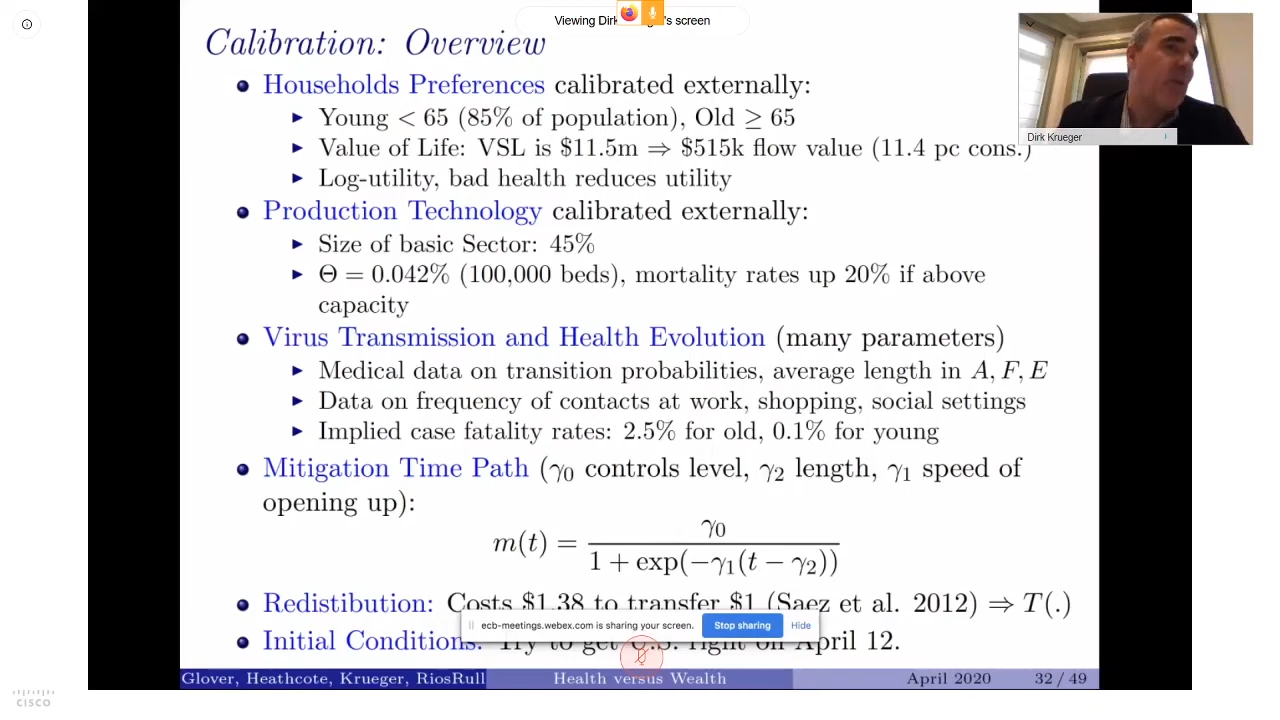 Viewing Dirk 's screen
Calibration: Overview
Households Preferences calibrated externally:
Young < 65 (85% of population), Old ≥ 65
Value of Life: VSL is $11.5m ⇒ $515k flow value (11.4 pc cons.)
Log-utility, bad health reduces utility
Production Technology calibrated externally:
Size of basic Sector: 45%
Θ = 0.042% (100,000 beds), mortality rates up 20% if above
capacity
Virus Transmission and Health Evolution (many parameters)
Medical data on transition probabilities, average length in A, F, E
Data on frequency of contacts at work, shopping, social settings
Implied case fatality rates: 2.5% for old, 0.1% for young
Mitigation Time Path (γ0 controls level, γ2 length, γ1 speed of
opening up):
m(t) = γ0 / 1 + exp(−γ1(t − γ2))
Redistibution: Costs $1.38 to transfer $1 (Saez et al. 2012) ⇒ T(.)
ecb-meetings.webex.com is sharing your screen. Stop sharing Hide
Initial Conditions: Try to get U.S. right on April 12.
Glover, Heathcote, Krueger, RiosRull Health versus Wealth April 2020 32 / 49
Dirk Krueger
CISCO